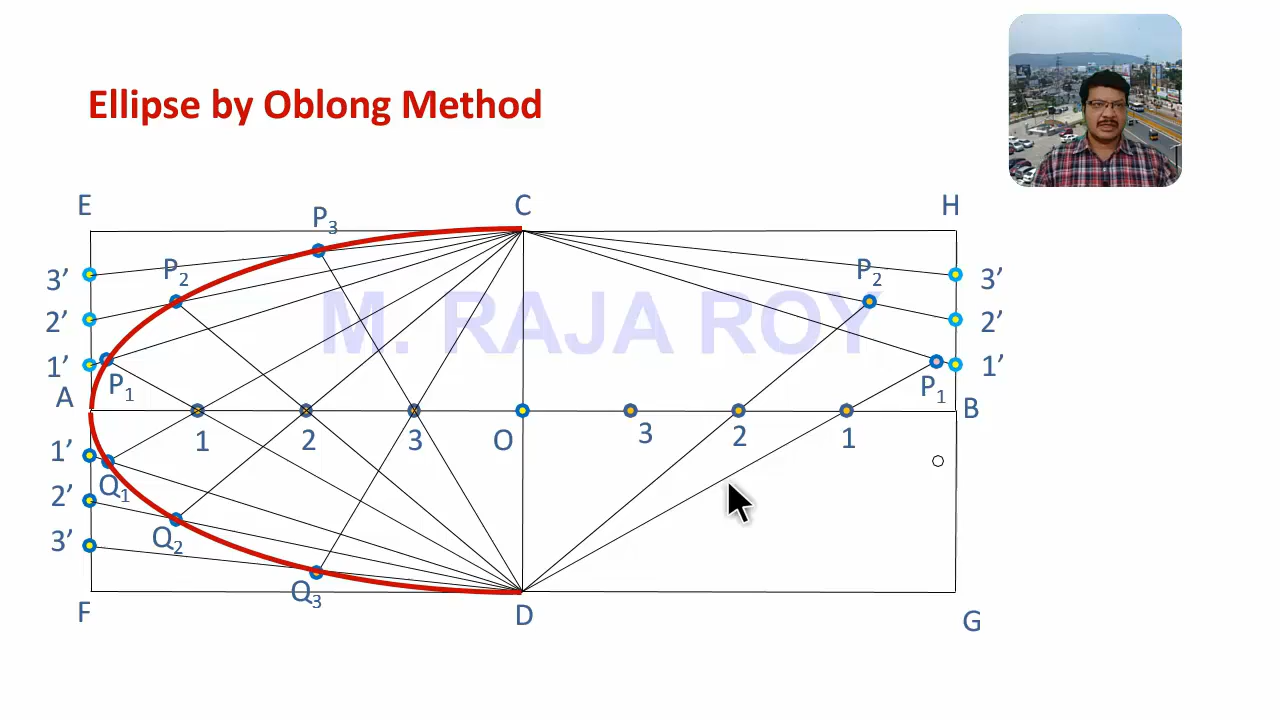 Ellipse by Oblong Method
E C H
P3
3’ P2 P2 3’
2’ 2’
M. RAJA ROY
1’ 1’
P1 P1
A B
1 2 3 O 3 2 1
1’
Q1
2’
Q2
3’
Q3
F D G